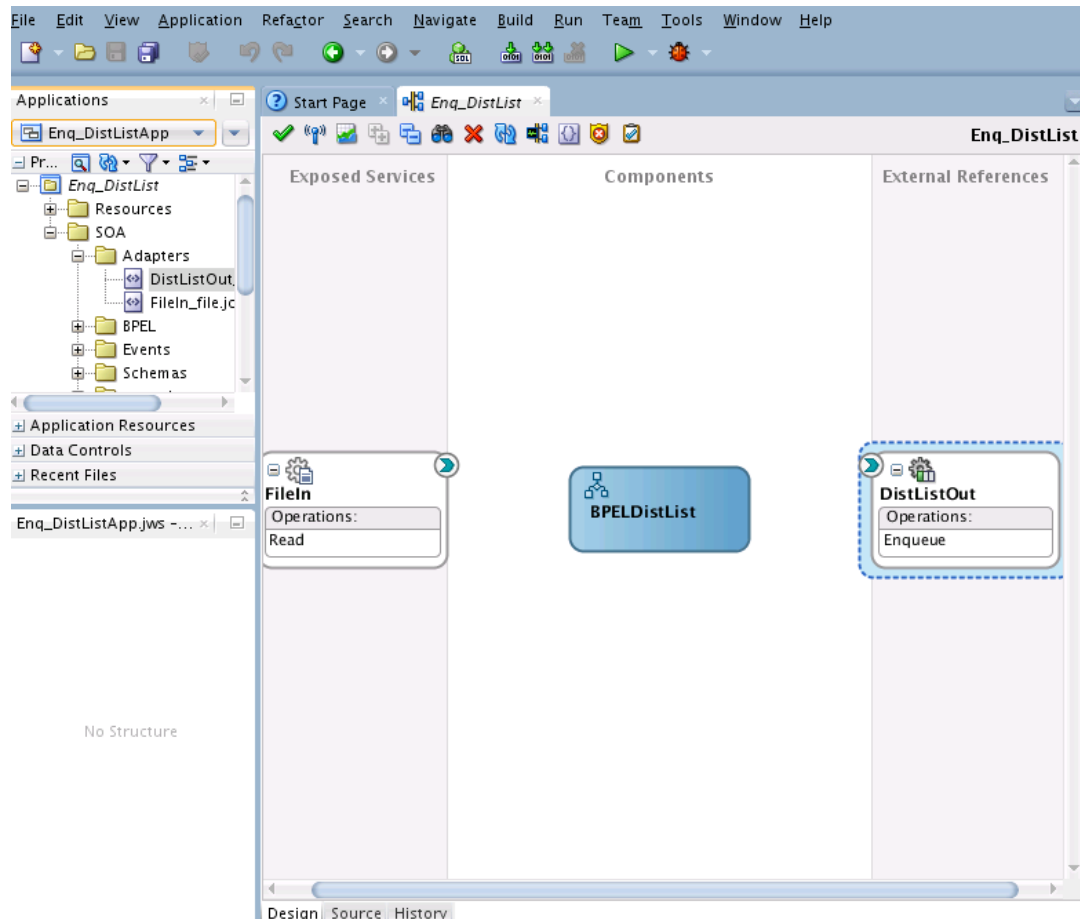 File Edit View Application Refactor Search Navigate Build Run Team Tools Window Help
Applications
Start Page
Enq_DistList
Enq_DistListApp
Enq_DistList
Pr...
Exposed Services
Components
External References
Enq_DistList
Resources
SOA
Adapters
DistListOut
FileIn_file.jc
BPEL
Events
Schemas
Application Resources
Data Controls
Recent Files
Enq_DistListApp.jws -...
No Structure
FileIn
Operations:
Read
BPELDistList
DistListOut
Operations:
Enqueue
Design Source History